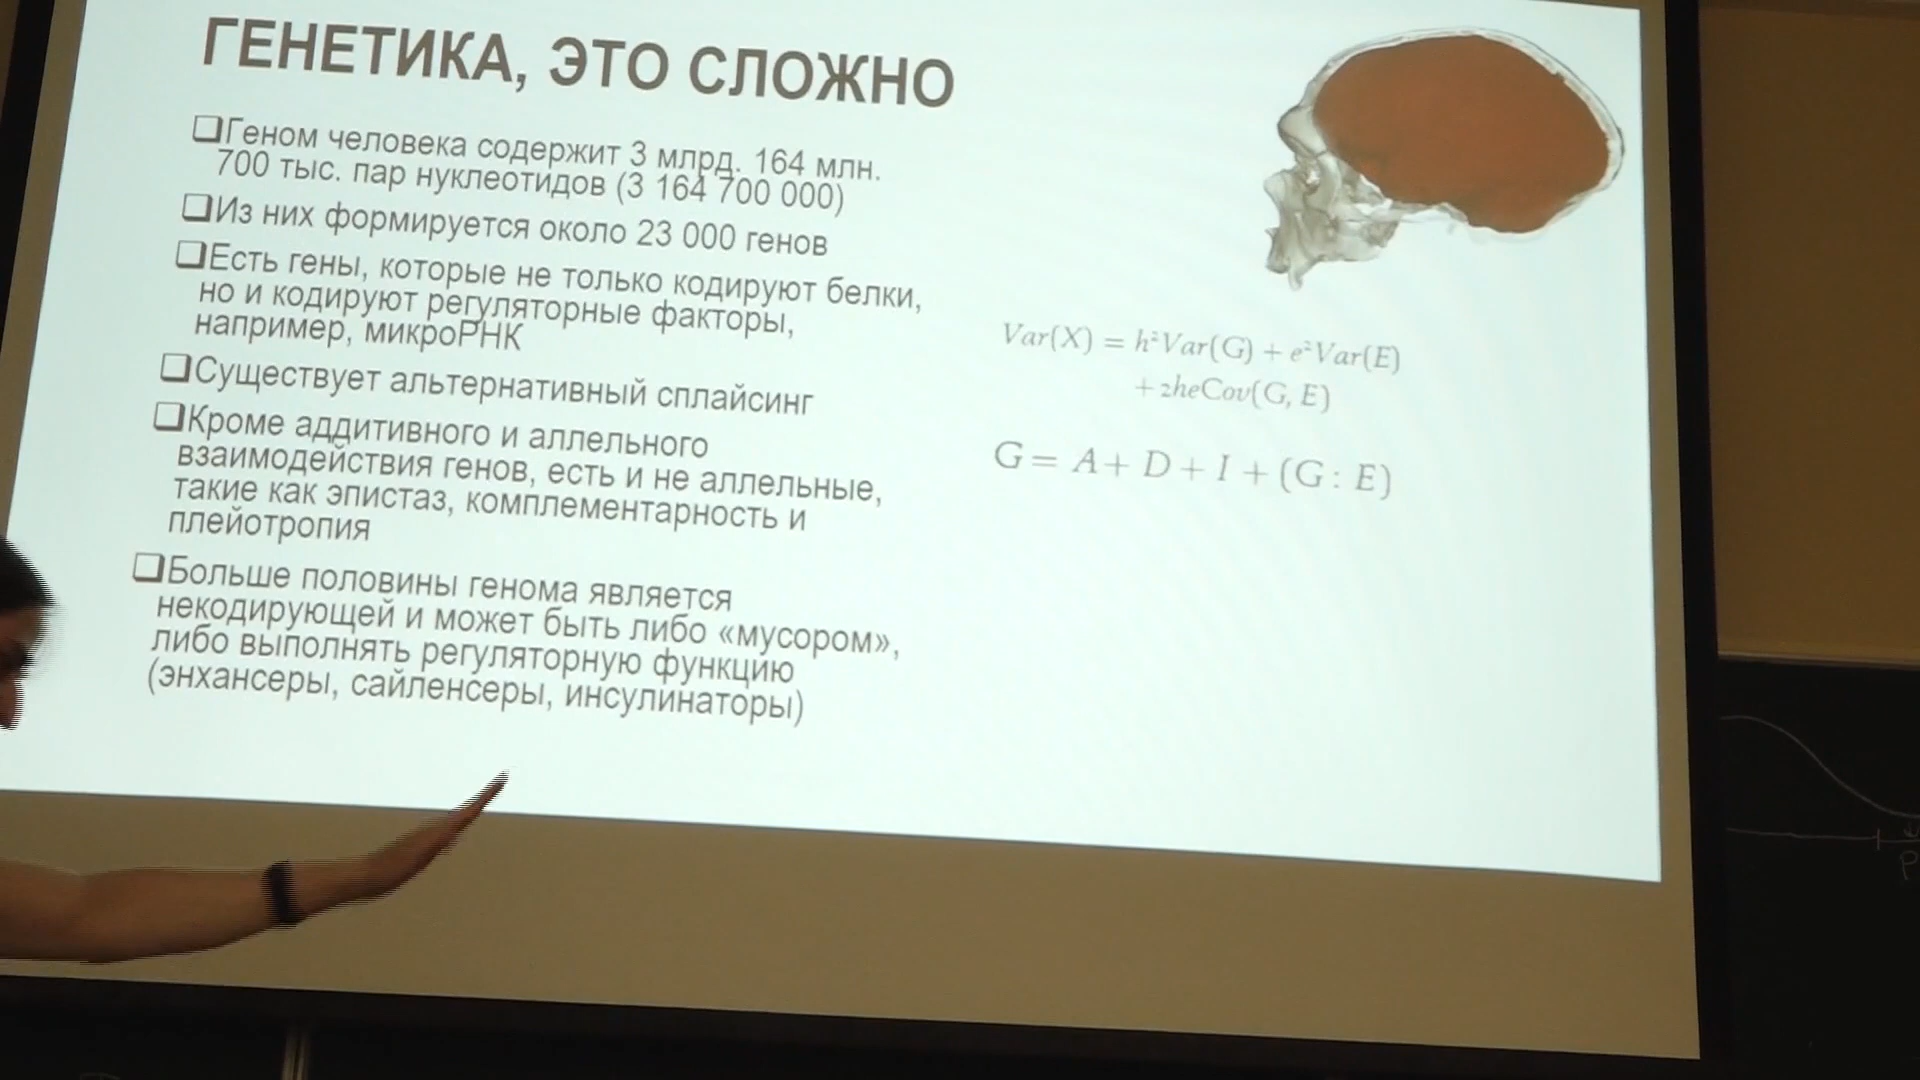 ГЕНЕТИКА, ЭТО СЛОЖНО
Геном человека содержит 3 млрд. 164 млн.
700 тыс. пар нуклеотидов (3 164 700 000)
Из них формируется около 23 000 генов
Есть гены, которые не только кодируют белки,
но и кодируют регуляторные факторы,
например, микроРНК
Существует альтернативный сплайсинг
Кроме аддитивного и аллельного
взаимодействия генов, есть и не аллельные,
такие как эпистаз, комплементарность и
плейотропия
Больше половины генома является
некодирующей и может быть либо «мусором»,
либо выполнять регуляторную функцию
(энхансеры, сайленсеры, инсулинаторы)
Var(X) = h²Var(G) + e²Var(E)
+ 2heCov(G, E)
G = A + D + I + (G : E)